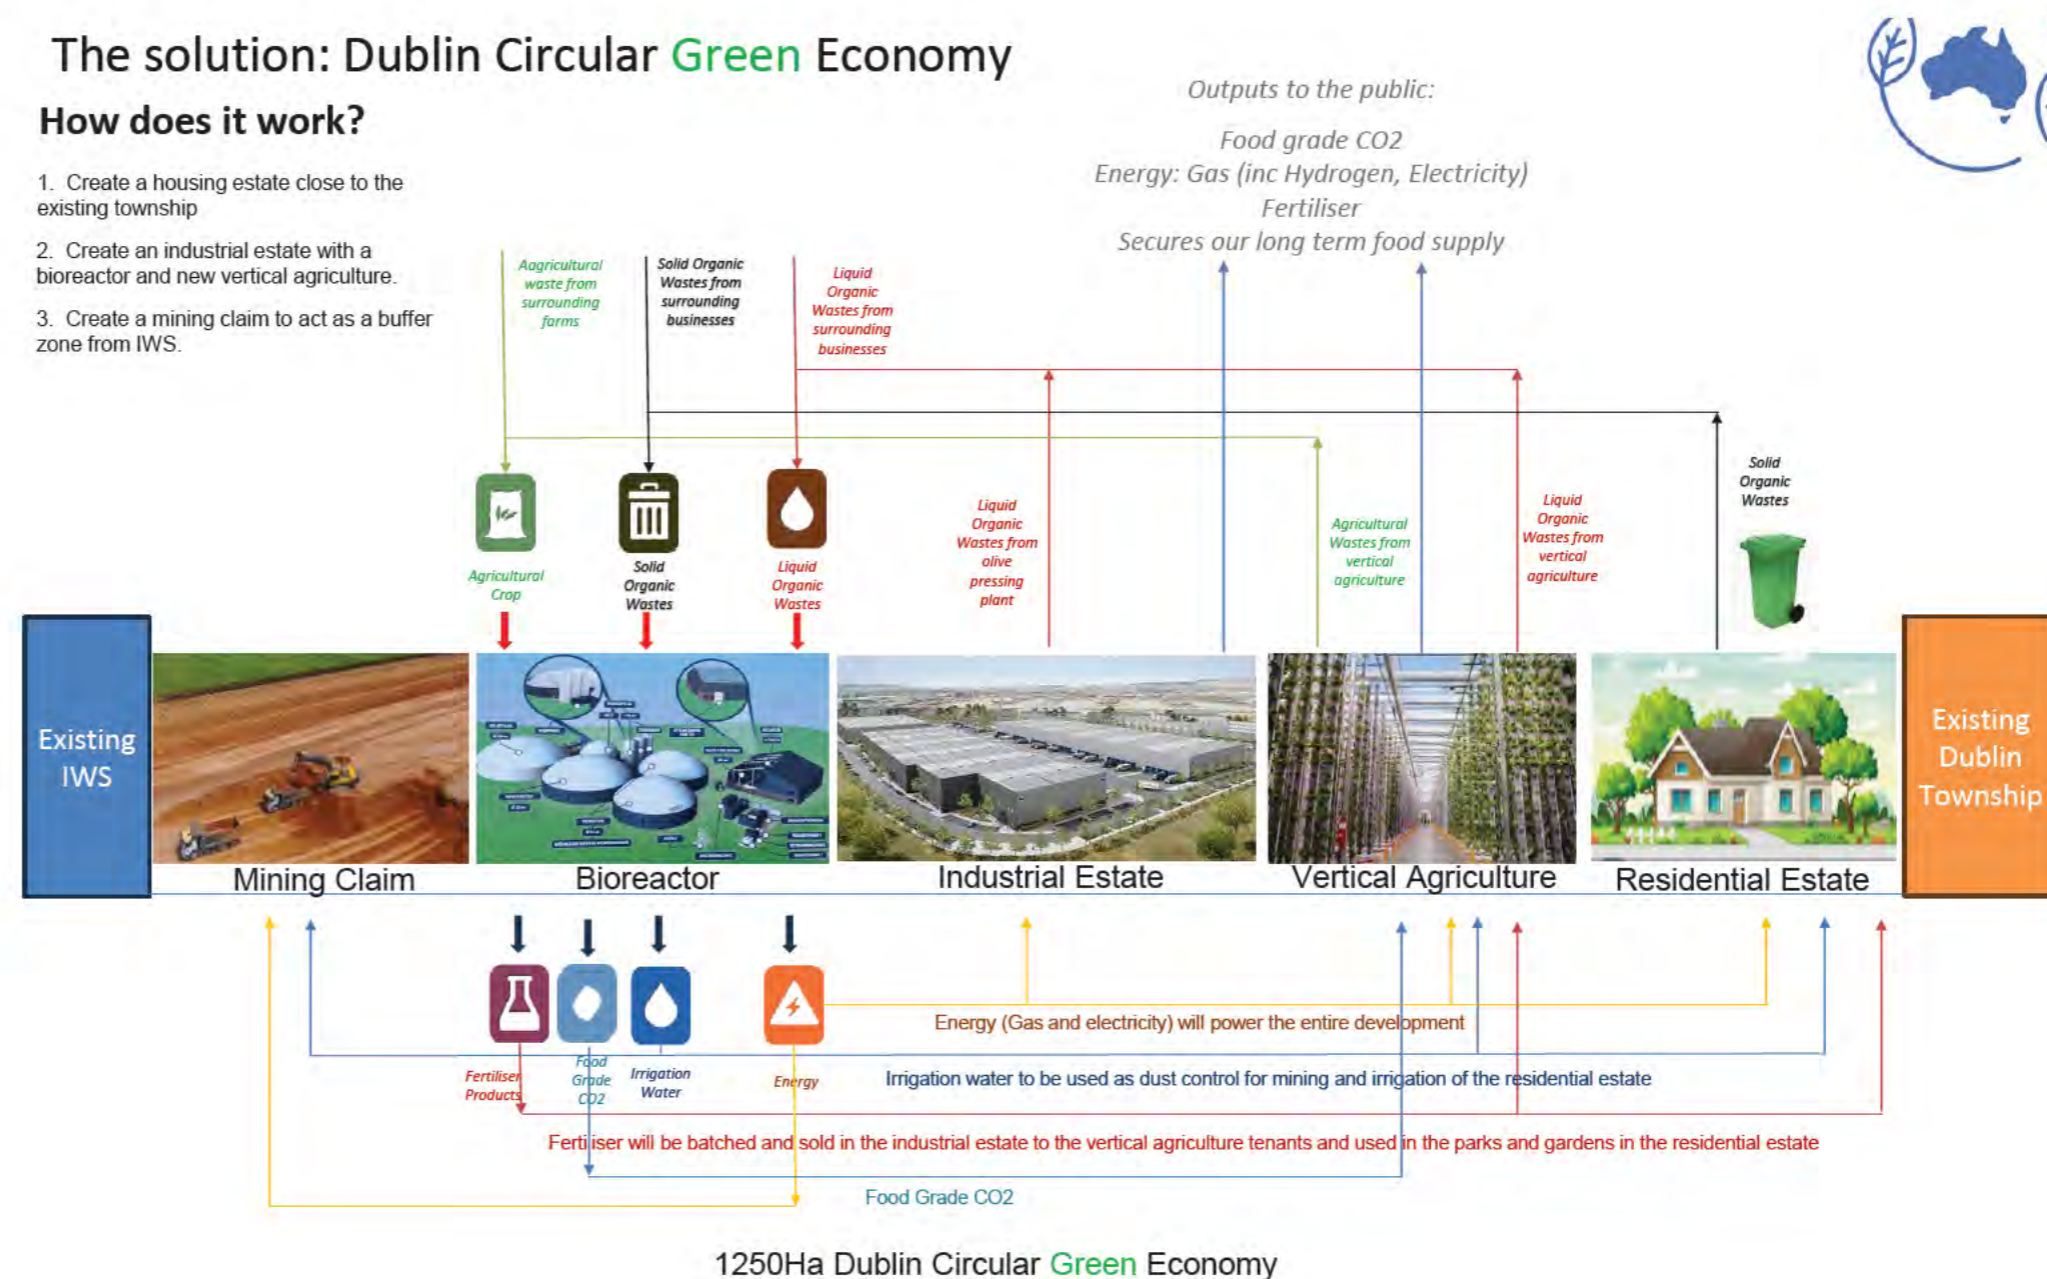 The solution: Dublin Circular Green Economy
How does it work?
1. Create a housing estate close to the
existing township
2. Create an industrial estate with a
bioreactor and new vertical agriculture.
3. Create a mining claim to act as a buffer
zone from IWS.
Outputs to the public:
Food grade CO2
Energy: Gas (inc Hydrogen, Electricity)
Fertiliser
Secures our long term food supply
Aagricultural
waste from
surrounding
farms
Solid Organic
Wastes from
surrounding
businesses
Liquid
Organic
Wastes from
surrounding
businesses
Agricultural
Crop
Solid
Organic
Wastes
Liquid
Organic
Wastes
Liquid
Organic
Wastes from
olive
pressing
plant
Agricultural
Wastes from
vertical
agriculture
Liquid
Organic
Wastes from
vertical
agriculture
Solid
Organic
Wastes
Existing
IWS
Mining Claim
Bioreactor
Industrial Estate
Vertical Agriculture
Residential Estate
Existing
Dublin
Township
Fertiliser
Products
Food
Grade
CO2
Irrigation
Water
Energy
Energy (Gas and electricity) will power the entire development
Irrigation water to be used as dust control for mining and irrigation of the residential estate
Fertiliser will be batched and sold in the industrial estate to the vertical agriculture tenants and used in the parks and gardens in the residential estate
Food Grade CO2
1250Ha Dublin Circular Green Economy